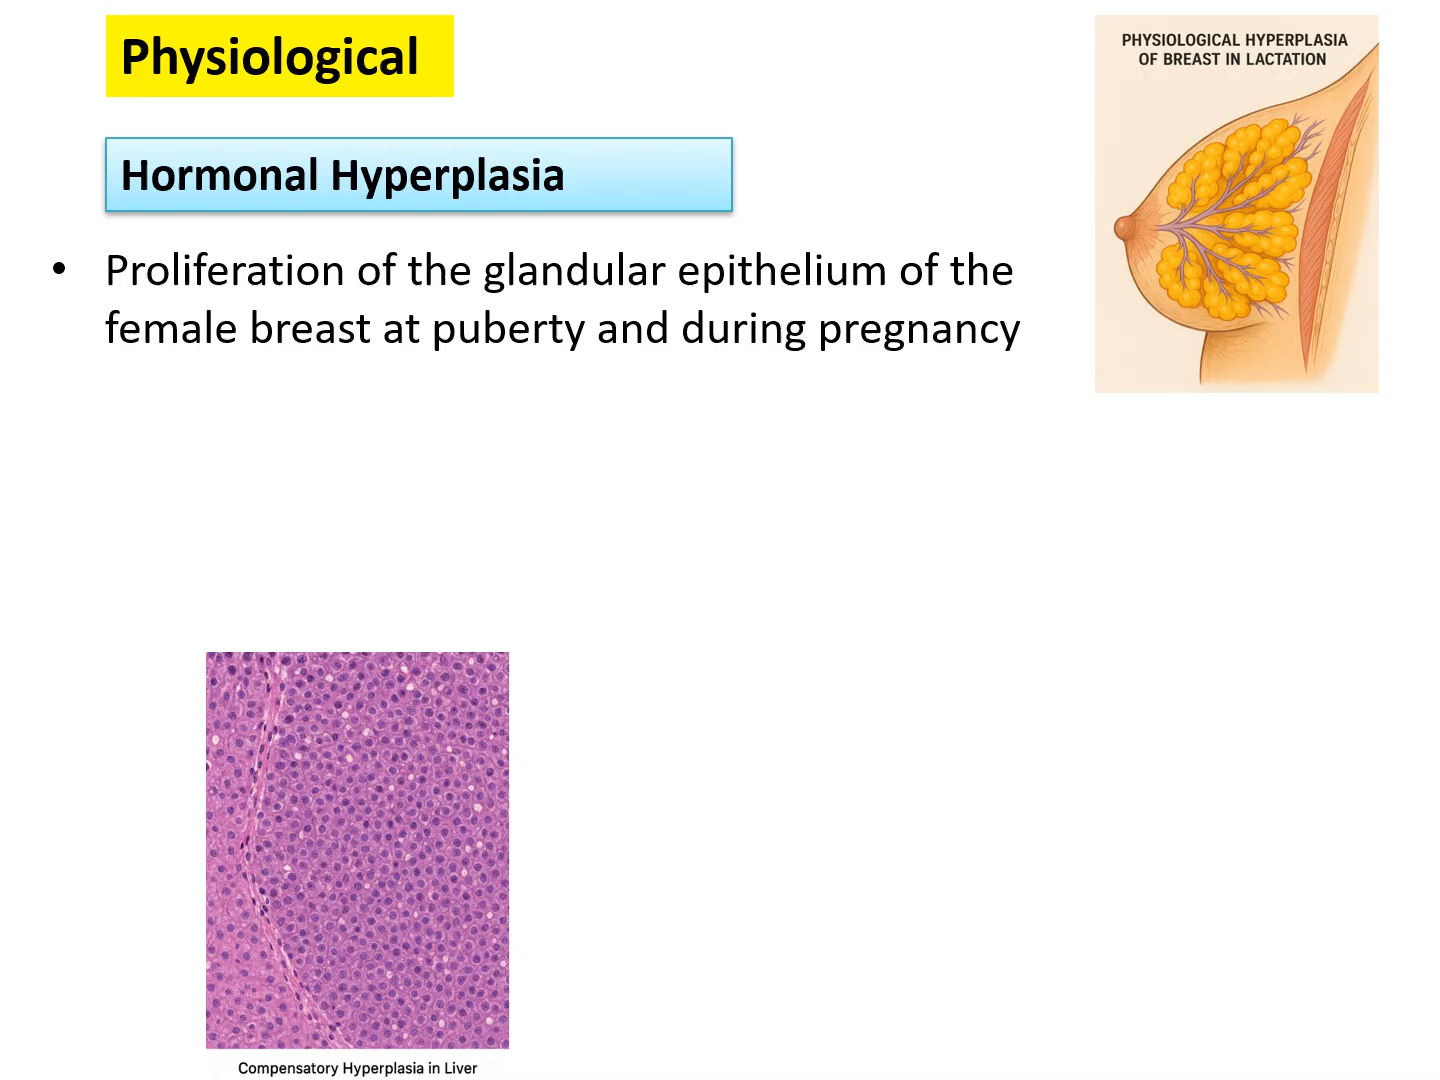 Physiological
PHYSIOLOGICAL HYPERPLASIA
OF BREAST IN LACTATION
Hormonal Hyperplasia
• Proliferation of the glandular epithelium of the
female breast at puberty and during pregnancy
Compensatory Hyperplasia in Liver